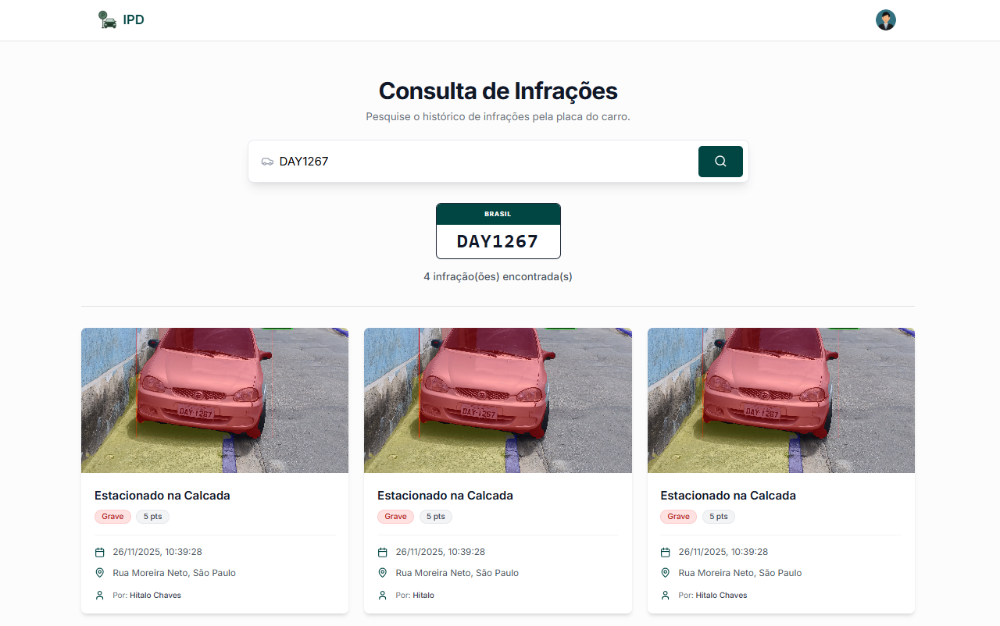 IPD
Consulta de Infrações
Pesquise o histórico de infrações pela placa do carro.
DAY1267
BRASIL
DAY1267
4 infração(ões) encontrada(s)
DAY-1267
DAY-1267
DAY-1267
Estacionado na Calcada
Grave 5 pts
26/11/2025, 10:39:28
Rua Moreira Neto, São Paulo
Por: Hitalo Chaves
Estacionado na Calcada
Grave 5 pts
26/11/2025, 10:39:28
Rua Moreira Neto, São Paulo
Por: Hitalo
Estacionado na Calcada
Grave 5 pts
26/11/2025, 10:39:28
Rua Moreira Neto, São Paulo
Por: Hitalo Chaves